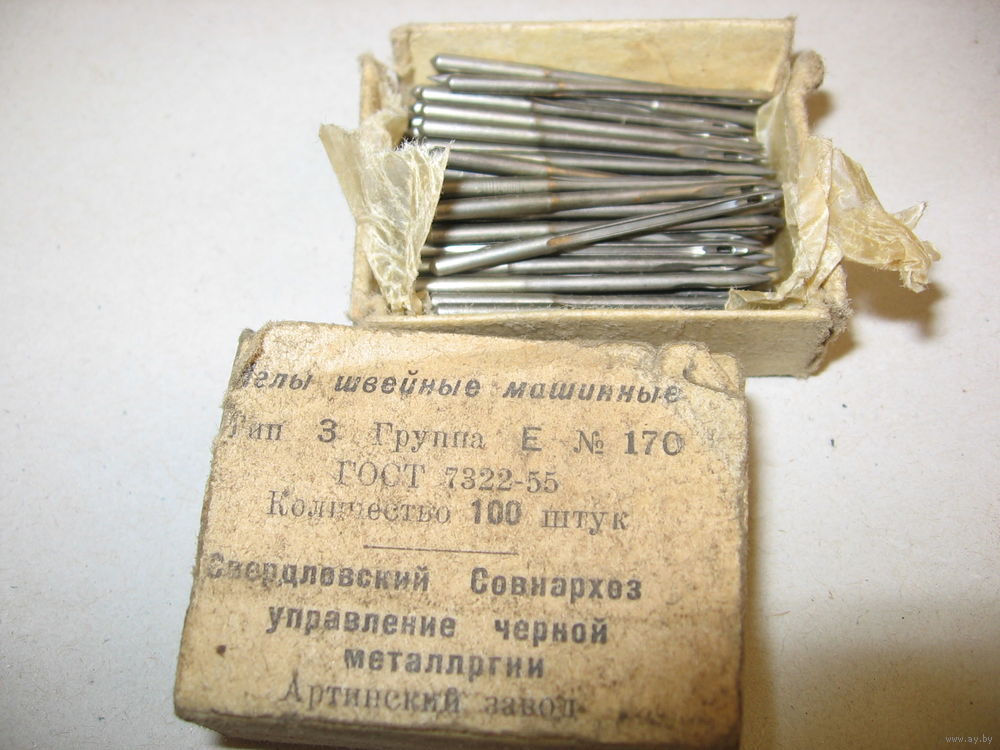 Иглы швейные машинные
Тип 3 Группа Е № 170
ГОСТ 7322-55
Количество 100 штук
Свердловский Совнархоз
управление черной
металлргии
Артинский завод
www.ay.by